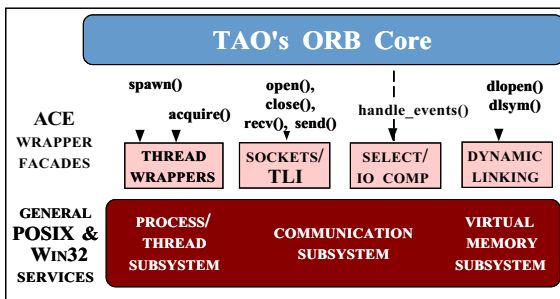 TAO's ORB Core
spawn()
acquire()
open(),
close(),
recv(), send()
handle_events()
dlopen()
dlsym()
ACE
WRAPPER
FACADES
THREAD
WRAPPERS
SOCKETS/
TLI
SELECT/
IO COMP
DYNAMIC
LINKING
GENERAL
POSIX &
WIN32
SERVICES
PROCESS/
THREAD
SUBSYSTEM
COMMUNICATION
SUBSYSTEM
VIRTUAL
MEMORY
SUBSYSTEM